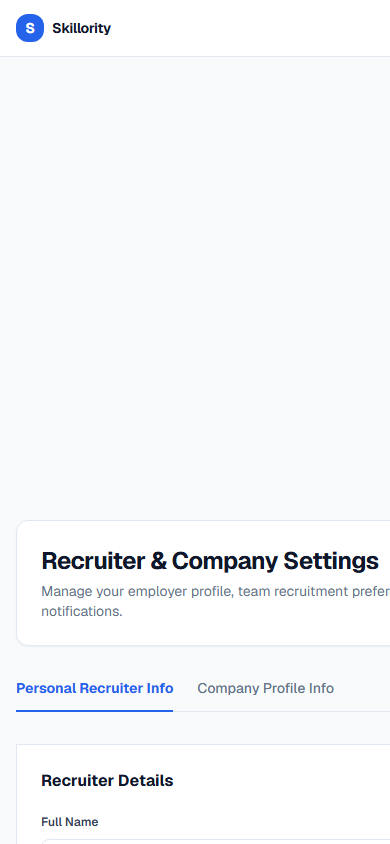 S
Skillority
Recruiter & Company Settings
Manage your employer profile, team recruitment
notifications.
Personal Recruiter Info
Company Profile Info
Recruiter Details
Full Name